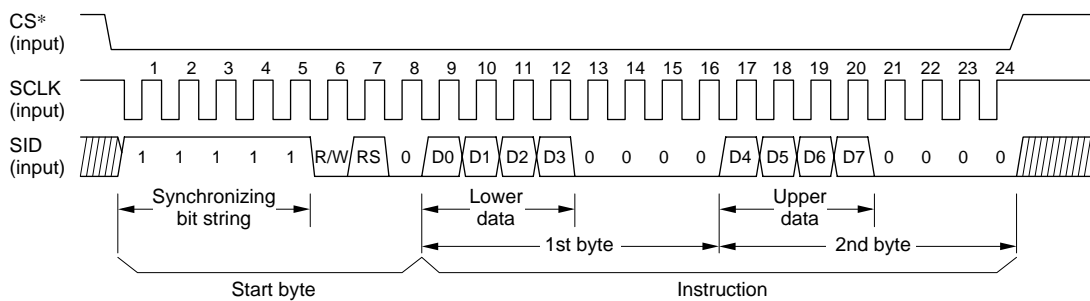 CS*
(input)
1 2 3 4 5 6 7 8 9 10 11 12 13 14 15 16 17 18 19 20 21 22 23 24
SCLK
(input)
SID
(input)
1 1 1 1 1 R/W RS 0 D0 D1 D2 D3 0 0 0 0 D4 D5 D6 D7 0 0 0 0
Synchronizing
bit string
Lower
data
Upper
data
1st byte
2nd byte
Start byte
Instruction